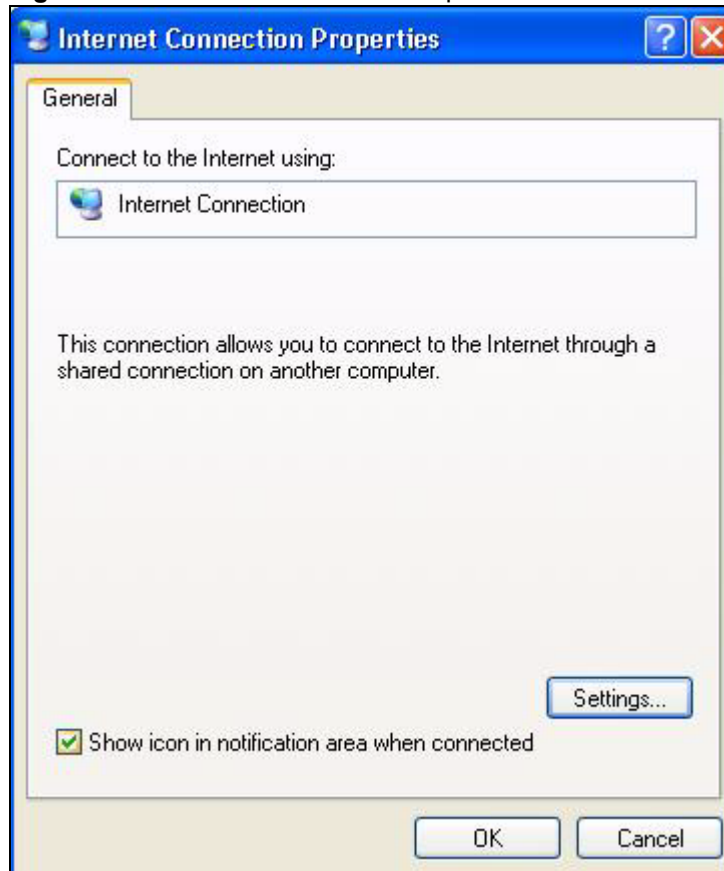 Internet Connection Properties
General
Connect to the Internet using:
Internet Connection
This connection allows you to connect to the Internet through a
shared connection on another computer.
Settings...
Show icon in notification area when connected
OK
Cancel